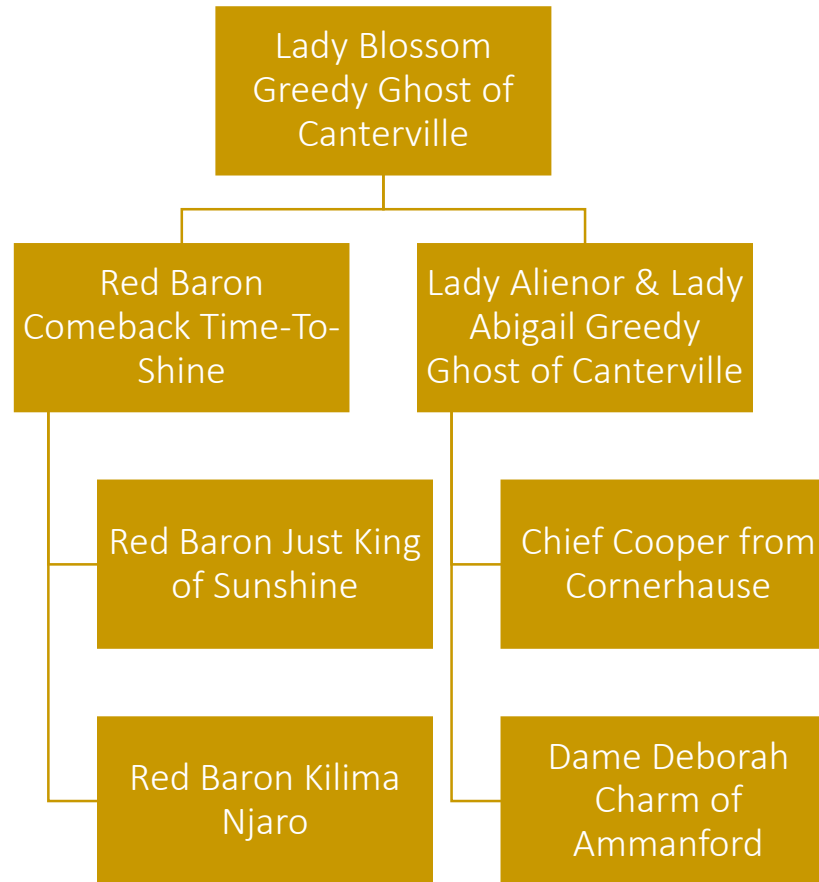 Lady Blossom
Greedy Ghost of
Canterville
Red Baron
Comeback Time-To-
Shine
Lady Alienor & Lady
Abigail Greedy
Ghost of Canterville
Red Baron Just King
of Sunshine
Chief Cooper from
Cornerhause
Red Baron Kilima
Njaro
Dame Deborah
Charm of
Ammanford